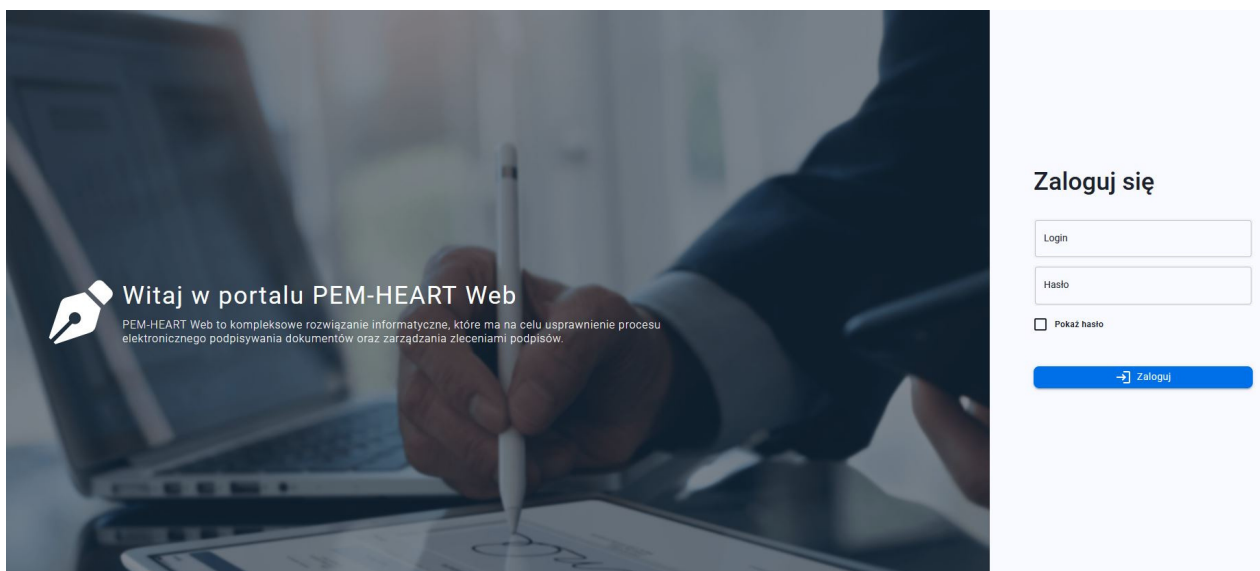 Witaj w portalu PEM-HEART Web
PEM-HEART Web to kompleksowe rozwiązanie informatyczne, które ma na celu usprawnienie procesu
elektronicznego podpisywania dokumentów oraz zarządzania zleceniami podpisów.
Zaloguj się
Login
Hasło
Pokaż hasło
Zaloguj